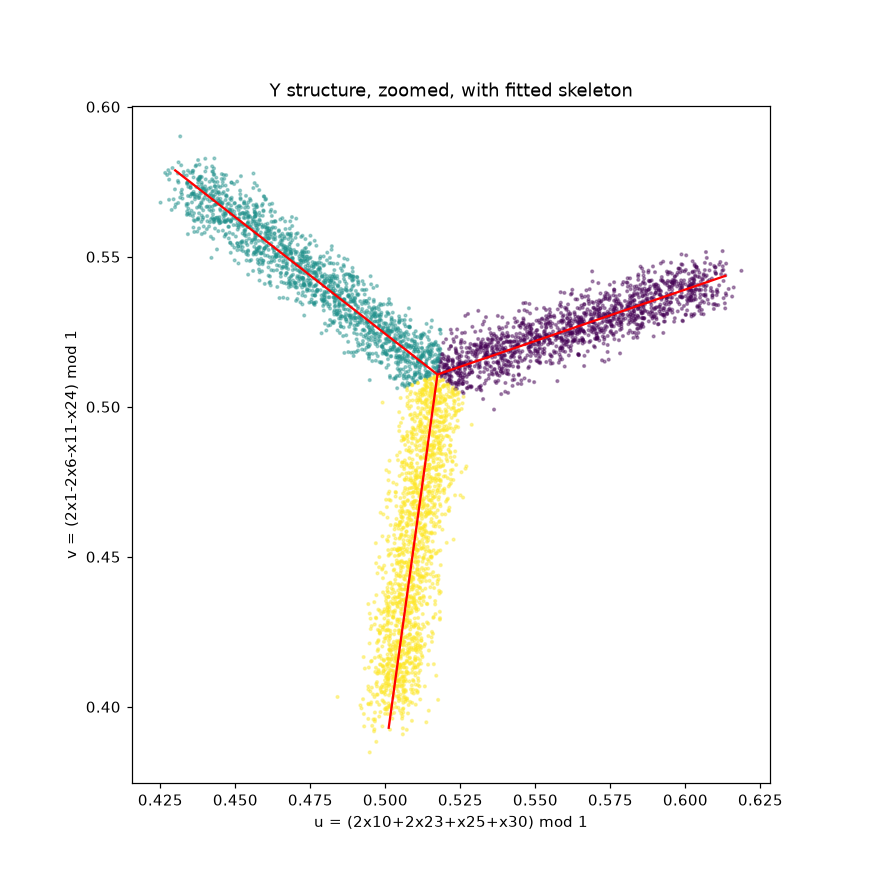 Y structure, zoomed, with fitted skeleton
0.60
0.55
0.50
0.45
0.40
v = (2x1-2x6-x11-x24) mod 1
0.425 0.450 0.475 0.500 0.525 0.550 0.575 0.600 0.625
u = (2x10+2x23+x25+x30) mod 1